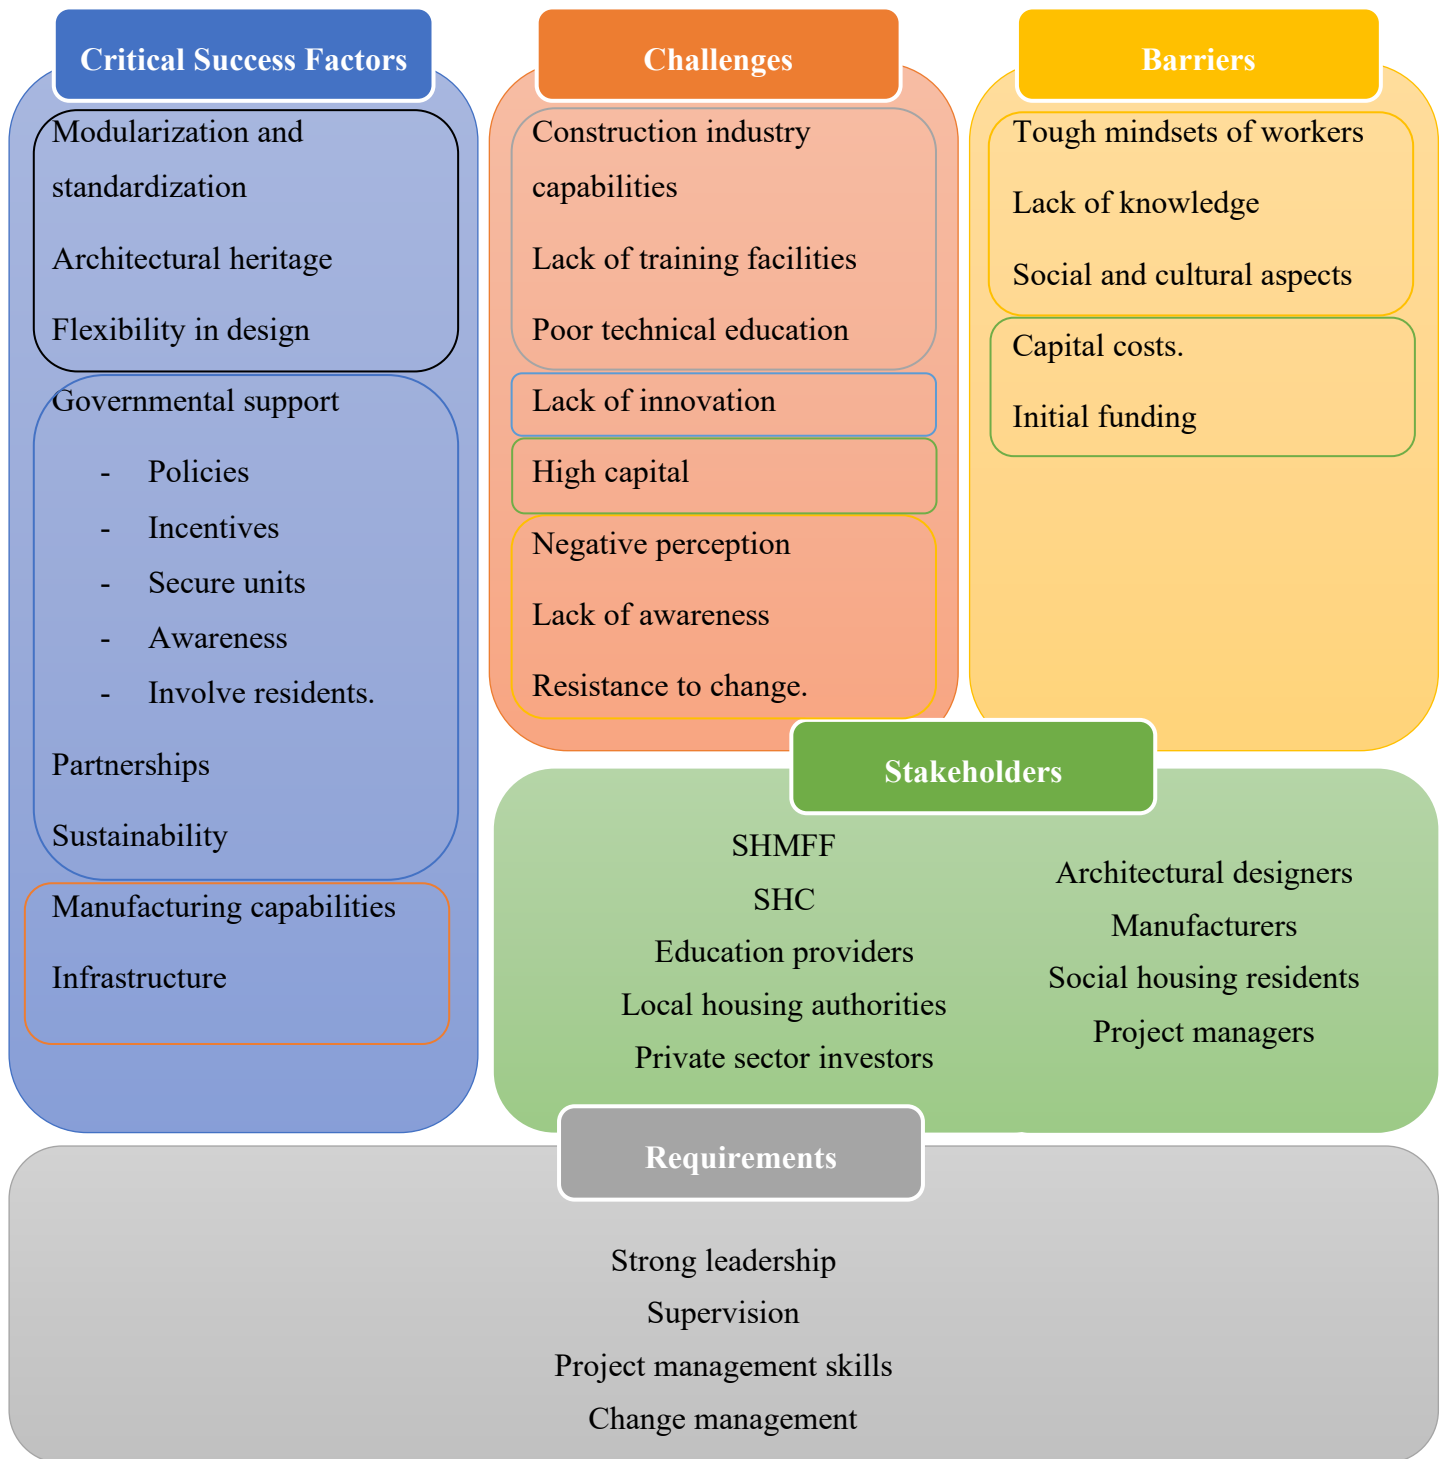 Critical Success Factors
Modularization and
standardization
Architectural heritage
Flexibility in design
Governmental support
- Policies
- Incentives
- Secure units
- Awareness
- Involve residents.
Partnerships
Sustainability
Manufacturing capabilities
Infrastructure
Challenges
Construction industry
capabilities
Lack of training facilities
Poor technical education
Lack of innovation
High capital
Negative perception
Lack of awareness
Resistance to change.
Barriers
Tough mindsets of workers
Lack of knowledge
Social and cultural aspects
Capital costs.
Initial funding
Stakeholders
SHMFF
SHC
Education providers
Local housing authorities
Private sector investors
Architectural designers
Manufacturers
Social housing residents
Project managers
Requirements
Strong leadership
Supervision
Project management skills
Change management